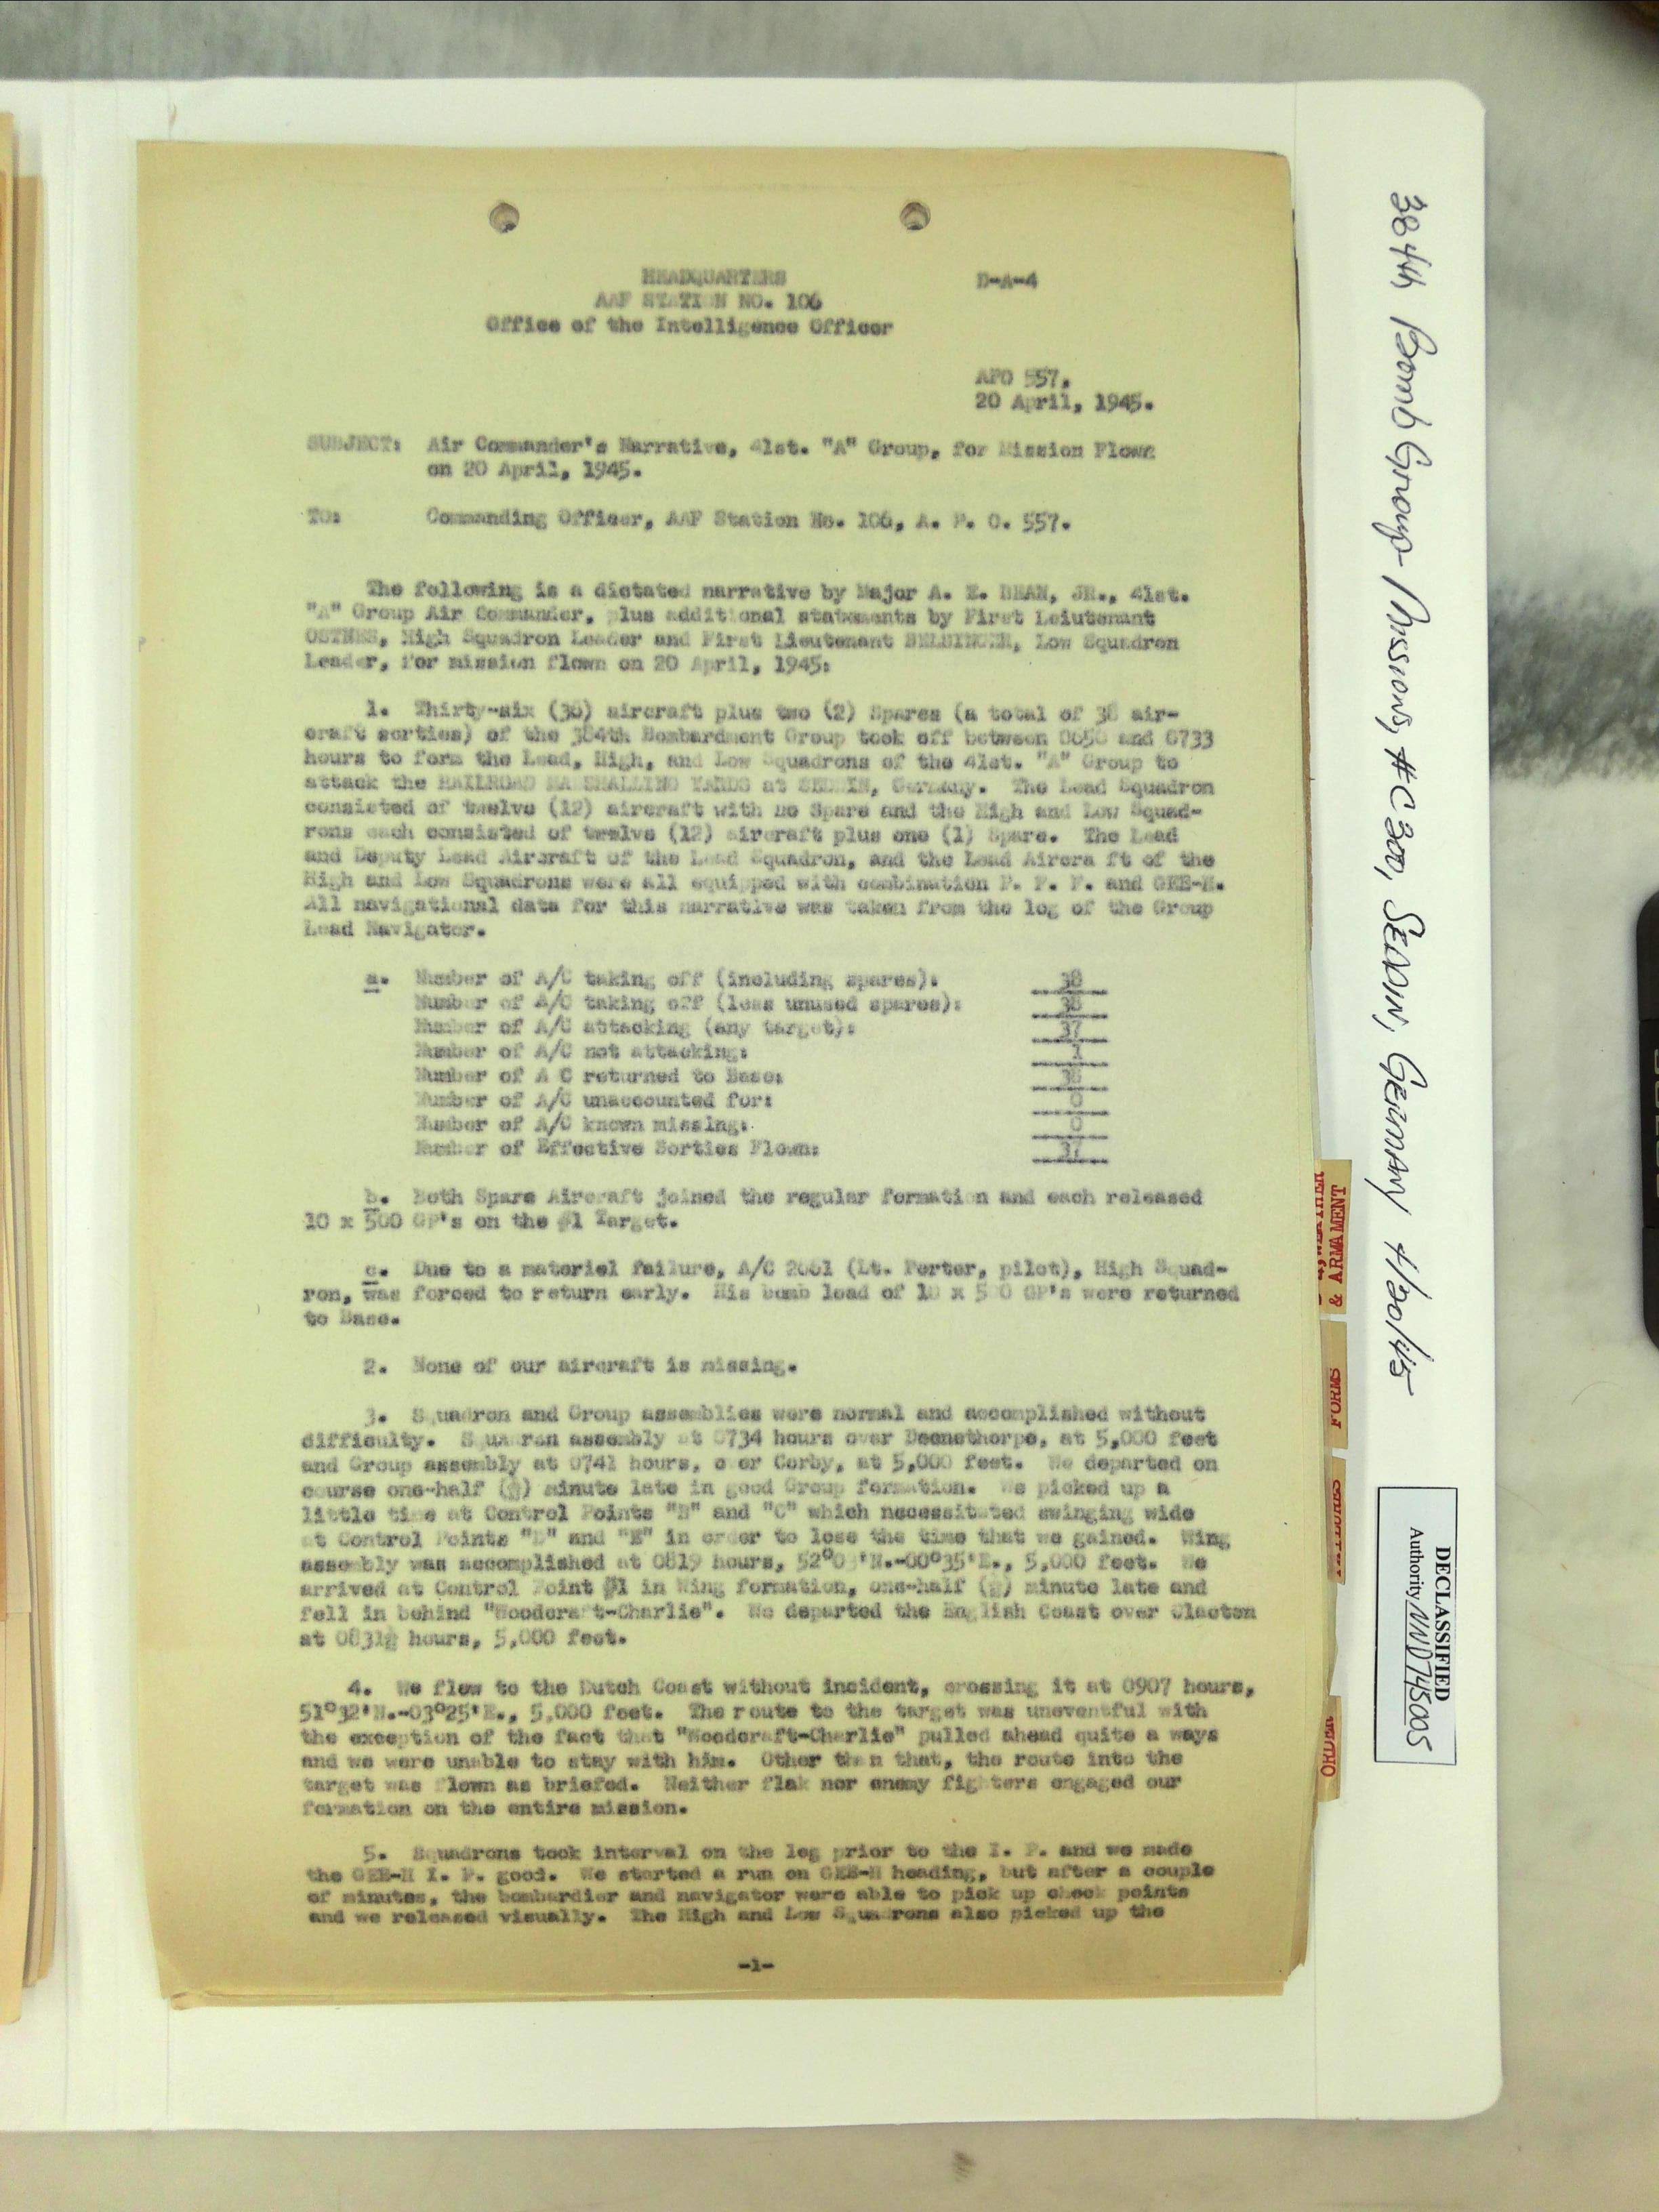 HEADQUARTERS
D-A-4
AAF STATION NO. 106
Office of the Intelligence Officer
APO 557,
20 April, 1945.
SUBJECT: Air Commander's Narrative, 41st. "A" Group, for Mission Flown
on 20 April, 1945.
TO: Commanding Officer, AAF Station No. 106, A. P. O. 557.
The following is a dictated narrative by Major A. E. DEAN, JR., 41st.
"A" Group Air Commander, plus additional statements by First Leiutenant
OSTNES, High Squadron Leader and First Lieutenant Low Squadron
Leader, for mission flown on 20 April, 1945:
1. Thirty-six (36) aircraft plus two (2) Spares (a total of 38 air-
craft sorties) of the 384th Bombardment Group took off between 0650 and 0733
hours to form the Lead, High, and Low Squadrons of the 41st. "A" Group to
attack the RAILROAD MARSHALLING YARDS at SEDDIN, Germany. The Lead Squadron
consisted of twelve (12) aircraft with no Spare and the High and Low Squad-
rons each consisted of twelve (12) aircraft plus one (1) Spare. The Lead
and Deputy Lead Aircraft of the Lead Squadron, and the Lead Aircra ft of the
High and Low Squadrons were all equipped with combination P. F. F. and GEE-H.
All navigational data for this narrative was taken from the log of the Group
Lead Navigator.
a. Number of A/C taking off (including spares): 38
Number of A/C taking off (less unused spares): 38
Number of A/C attacking (any target): 37
Number of A/C not attacking: 1
Number of A C returned to Base: 38
Number of A/C unaccounted for: 0
Number of A/C known missing: 0
Number of Effective Sorties Flown: 37
b. Both Spare Aircraft joined the regular formation and each released
10 x 500 GP's on the #1 Target.
c. Due to a materiel failure, A/C 2061 (Lt. Ferter, pilot), High Squad-
ron, was forced to return early. His bomb load of 10 x 500 GP's were returned
to Base.
2. None of our aircraft is missing.
3. Squadron and Group assemblies were normal and accomplished without
difficulty. Squadron assembly at 0734 hours over Deenethorpe, at 5,000 feet
and Group assembly at 0741 hours, over Corby, at 5,000 feet. We departed on
course one-half (½) minute late in good Group formation. We picked up a
little time at Control Points "B" and "C" which necessitated swinging wide
at Control Points "D" and "E" in order to lose the time that we gained. Wing
assembly was accomplished at 0819 hours, 52°03'N.-00°35'E., 5,000 feet. We
arrived at Control Point #1 in Wing formation, one-half (½) minute late and
fell in behind "Woodcraft-Charlie". We departed the English Coast over Clacton
at 0831½ hours, 5,000 feet.
4. We flew to the Dutch Coast without incident, crossing it at 0907 hours,
51°32'N.-03°25'E., 5,000 feet. The route to the target was uneventful with
the exception of the fact that "Woodcraft-Charlie" pulled ahead quite a ways
and we were unable to stay with him. Other than that, the route into the
target was flown as briefed. Neither flak nor enemy fighters engaged our
formation on the entire mission.
5. Squadrons took interval on the leg prior to the I. P. and we made
the GEE-H I. P. good. We started a run on GEE-H heading, but after a couple
of minutes, the bombardier and navigator were able to pick up check points
and we released visually. The High and Low Squadrons also picked up the
-1-
384th Bomb Group Missions #C300, SEDDIN, GERMANY 4/20/45
& ARMAMENT
FORMS
ORDER
DECLASSIFIED
Authority NND 745005